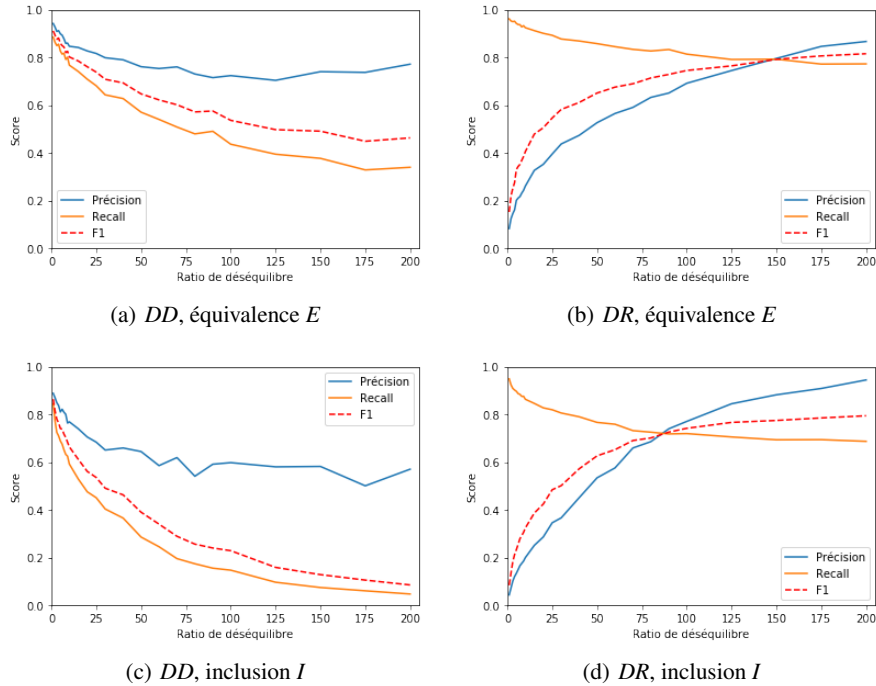 1.0
0.8
0.6
0.4
0.2
0.0
Score
Précision
Recall
F1
0 25 50 75 100 125 150 175 200
Ratio de déséquilibre
(a) DD, équivalence E
1.0
0.8
0.6
0.4
0.2
0.0
Score
Précision
Recall
F1
0 25 50 75 100 125 150 175 200
Ratio de déséquilibre
(b) DR, équivalence E
1.0
0.8
0.6
0.4
0.2
0.0
Score
Précision
Recall
F1
0 25 50 75 100 125 150 175 200
Ratio de déséquilibre
(c) DD, inclusion I
1.0
0.8
0.6
0.4
0.2
0.0
Score
Précision
Recall
F1
0 25 50 75 100 125 150 175 200
Ratio de déséquilibre
(d) DR, inclusion I